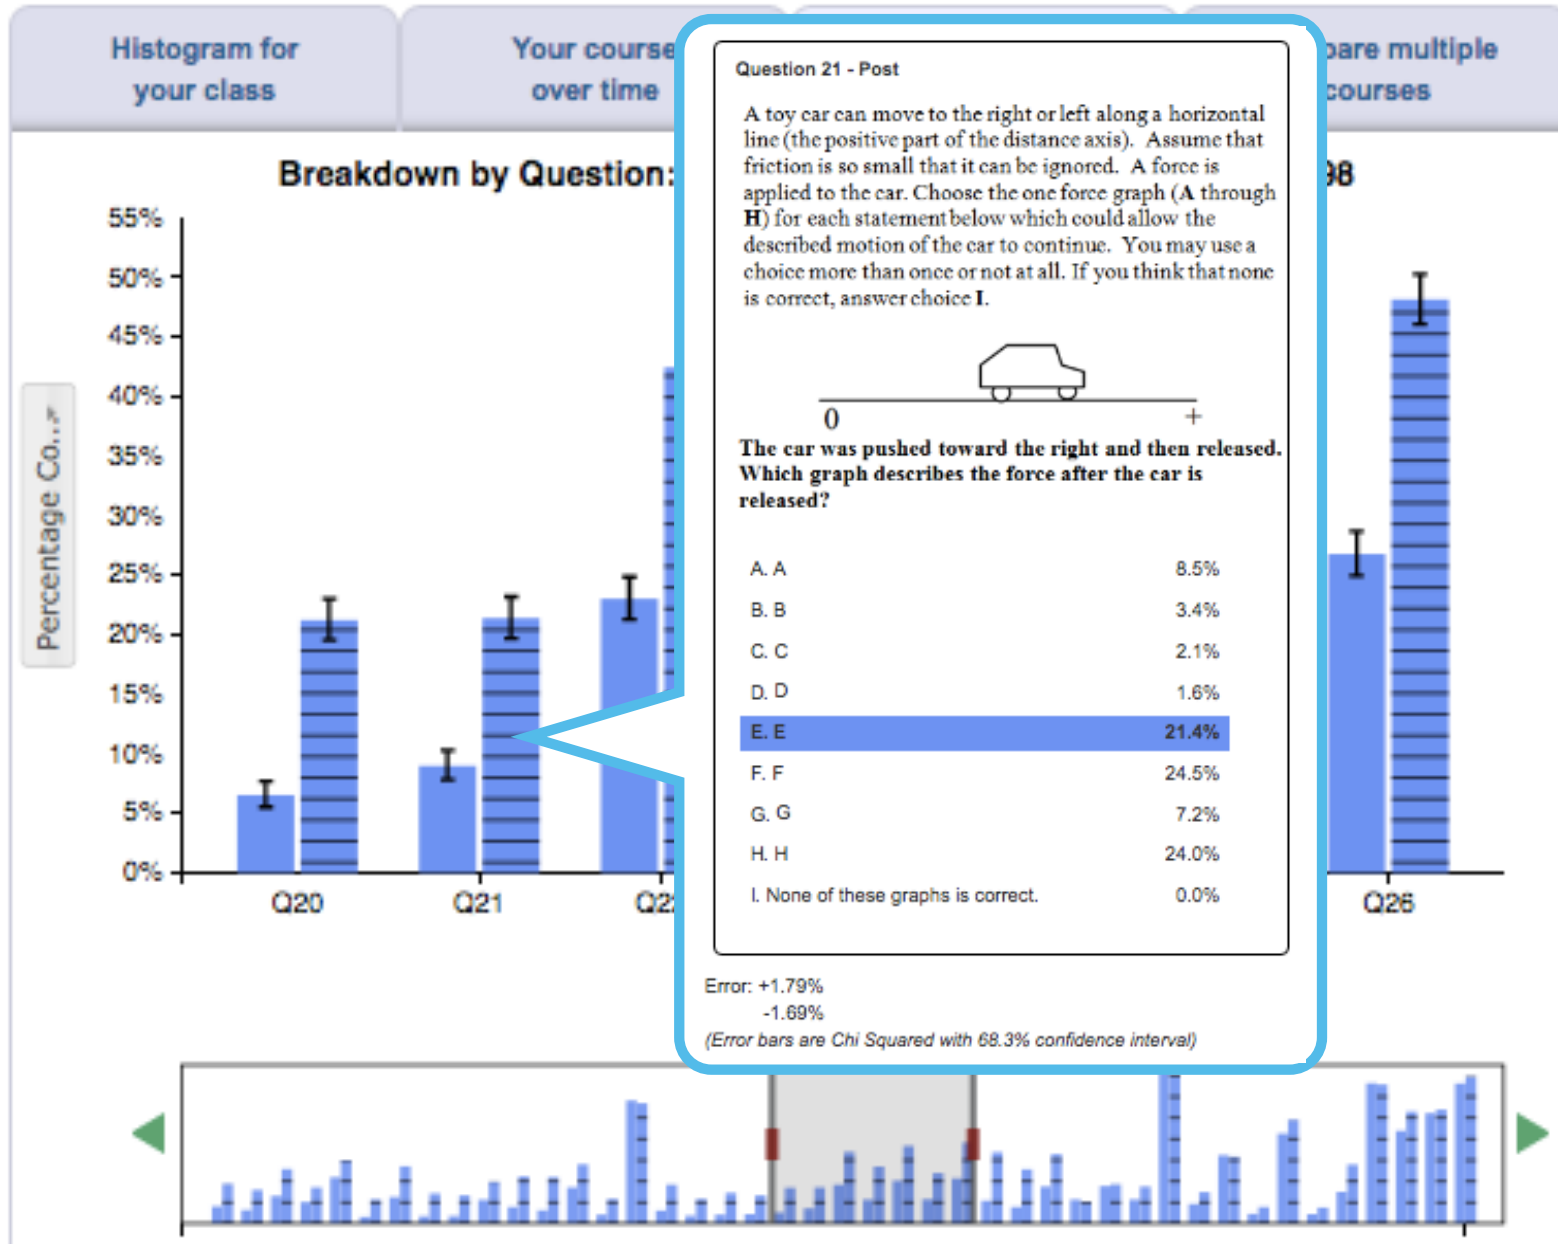 Histogram for
your class
Your course
over time
pare multiple
courses
Breakdown by Question:
98
55%
50%
45%
40%
35%
30%
25%
20%
15%
10%
5%
0%
Percentage Co...
Q20
Q21
Q22
Q26
Question 21 - Post
A toy car can move to the right or left along a horizontal
line (the positive part of the distance axis). Assume that
friction is so small that it can be ignored. A force is
applied to the car. Choose the one force graph (A through
H) for each statement below which could allow the
described motion of the car to continue. You may use a
choice more than once or not at all. If you think that none
is correct, answer choice I.
0 +
The car was pushed toward the right and then released.
Which graph describes the force after the car is
released?
A. A 8.5%
B. B 3.4%
C. C 2.1%
D. D 1.6%
E. E 21.4%
F. F 24.5%
G. G 7.2%
H. H 24.0%
I. None of these graphs is correct. 0.0%
Error: +1.79%
-1.69%
(Error bars are Chi Squared with 68.3% confidence interval)